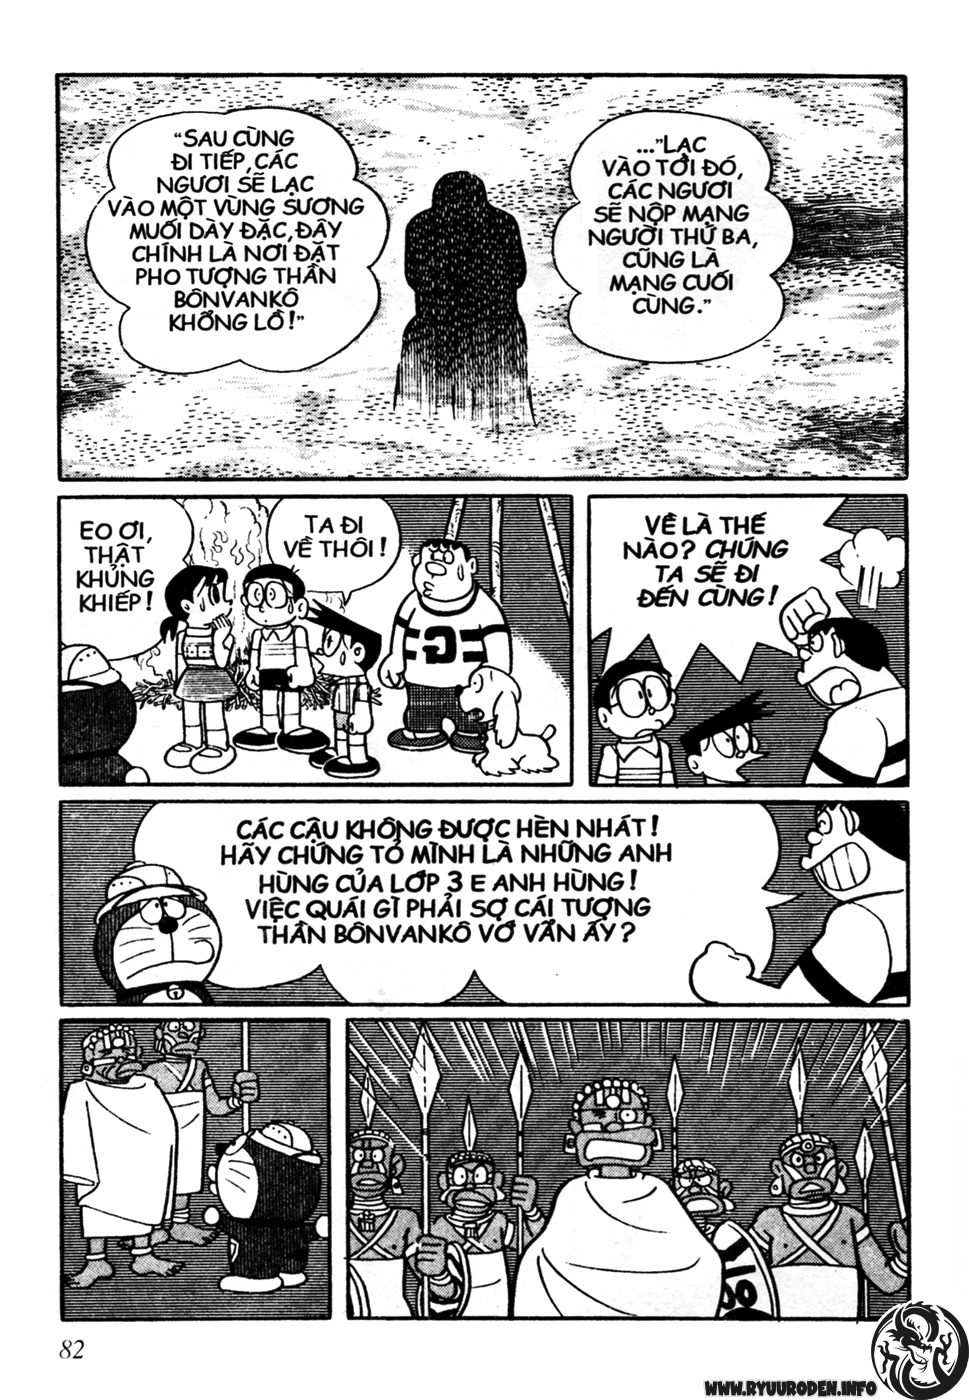 "SAU CÙNG
ĐI TIẾP, CÁC
NGƯƠI SẼ LẠC
VÀO MỘT VÙNG SƯƠNG
MUỐI DÀY ĐẶC, ĐÂY
CHÍNH LÀ NƠI ĐẶT
PHO TƯỢNG THẦN
BÔNVANKÔ
KHỔNG LỒ!"
..."LẠC
VÀO TỚI ĐÓ,
CÁC NGƯƠI
SẼ NỘP MẠNG
NGƯỜI THỨ BA,
CŨNG LÀ
MẠNG CUỐI
CÙNG."
EO ƠI,
THẬT
KHỦNG
KHIẾP!
TA ĐI
VỀ THÔI!
G
VỀ LÀ THẾ
NÀO? CHÚNG
TA SẼ ĐI
ĐẾN CÙNG!
CÁC CẬU KHÔNG ĐƯỢC HÈN NHÁT!
HÃY CHỨNG TỎ MÌNH LÀ NHỮNG ANH
HÙNG CỦA LỚP 3 E ANH HÙNG!
VIỆC QUÁI GÌ PHẢI SỢ CÁI TƯỢNG
THẦN BÔNVANKÔ VỚ VẨN ẤY?
82
WWW.RYUURODEN.INFO